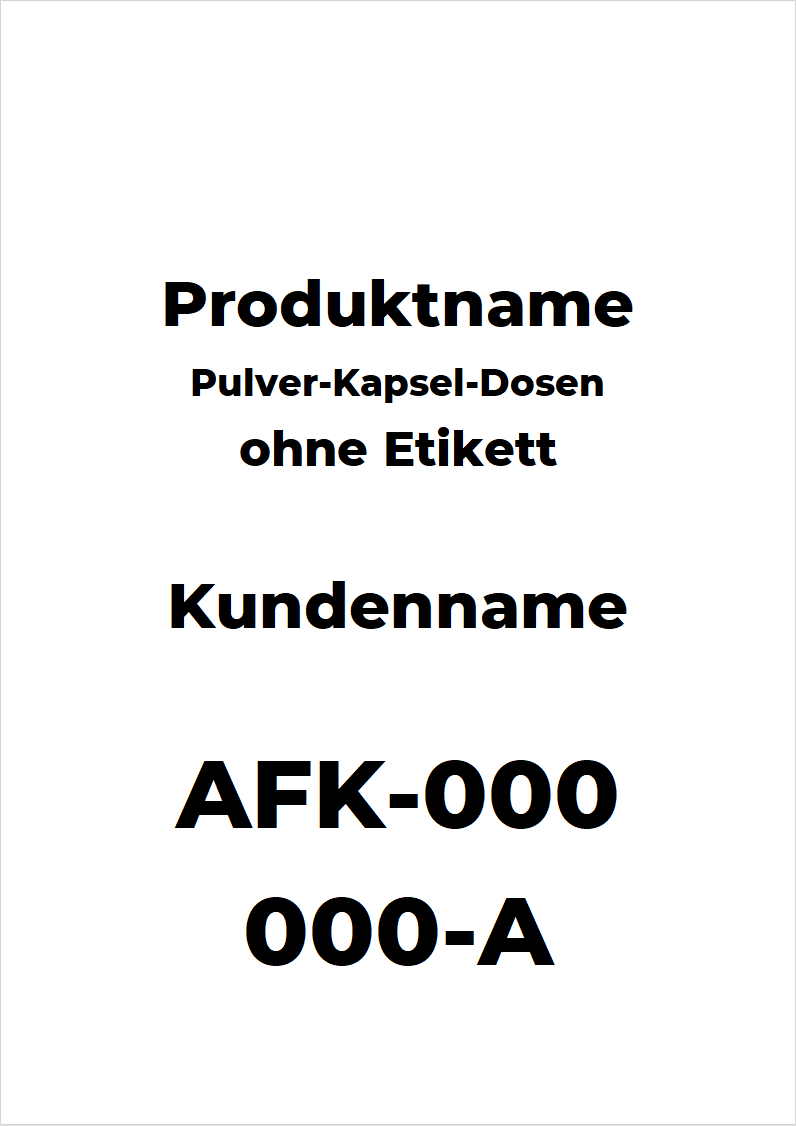 Produktname
Pulver-Kapsel-Dosen
ohne Etikett
Kundenname
AFK-000
000-A